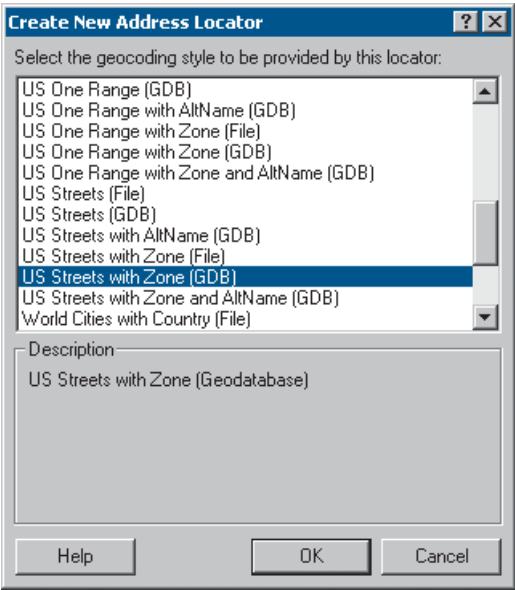 Create New Address Locator
Select the geocoding style to be provided by this locator:
US One Range (GDB)
US One Range with AltName (GDB)
US One Range with Zone (File)
US One Range with Zone (GDB)
US One Range with Zone and AltName (GDB)
US Streets (File)
US Streets (GDB)
US Streets with AltName (GDB)
US Streets with Zone (File)
US Streets with Zone (GDB)
US Streets with Zone and AltName (GDB)
World Cities with Country (File)
Description
US Streets with Zone (Geodatabase)
Help OK Cancel